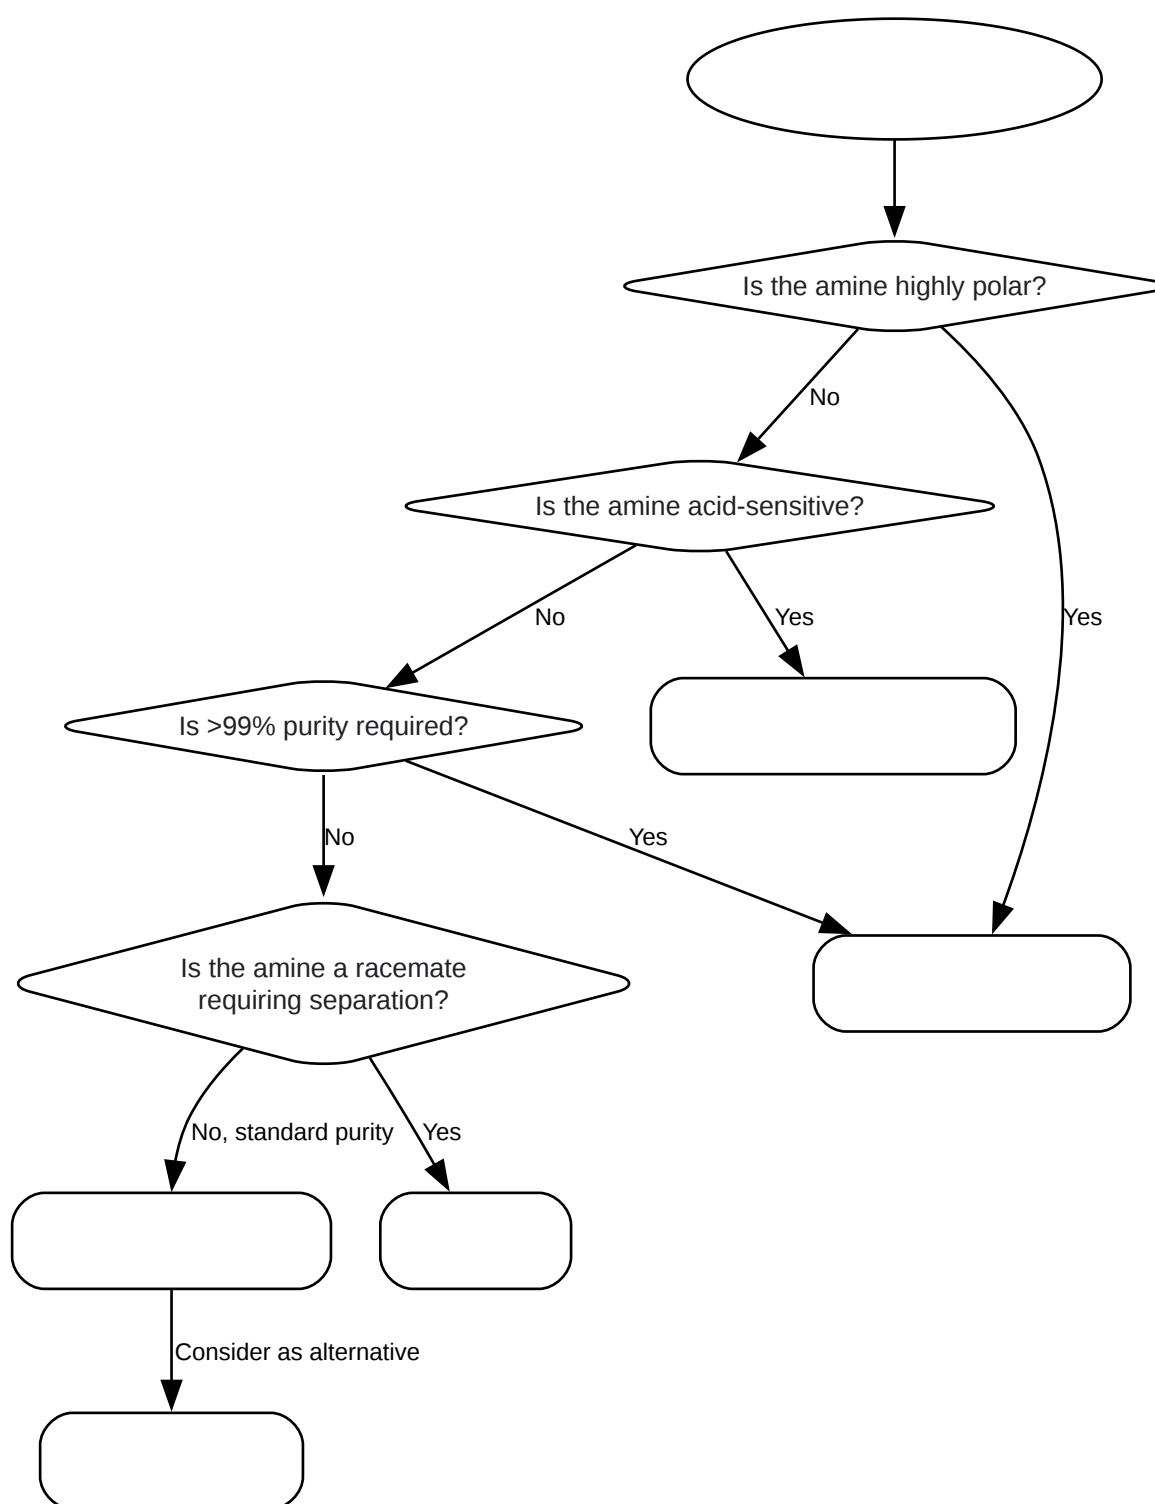 Is the amine highly polar?
No
Is the amine acid-sensitive?
No
Yes
Yes
Is >99% purity required?
No
Yes
Is the amine a racemate
requiring separation?
No, standard purity
Yes
Consider as alternative